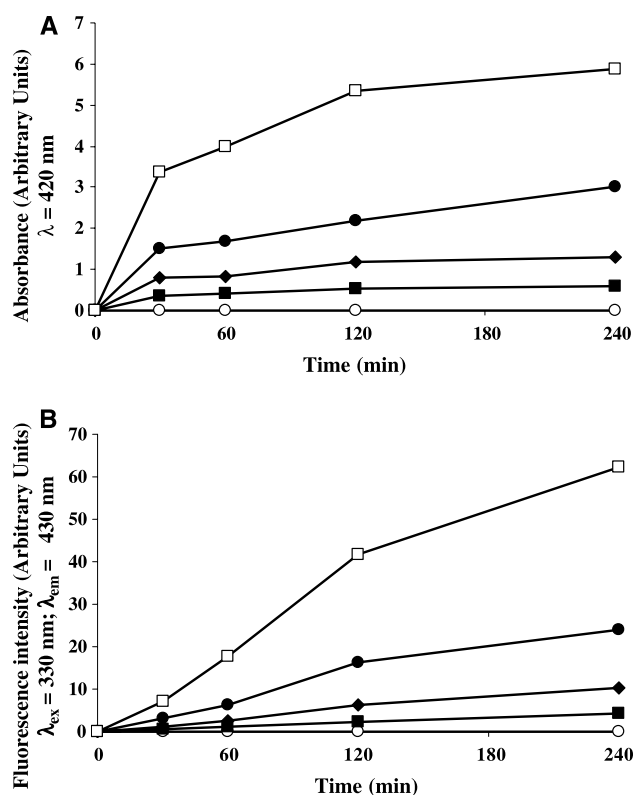 A
Absorbance (Arbitrary Units)
λ = 420 nm
7
6
5
4
3
2
1
0
0 60 120 180 240
Time (min)
B
Fluorescence intensity (Arbitrary Units)
λex = 330 nm; λem = 430 nm
70
60
50
40
30
20
10
0
0 60 120 180 240
Time (min)